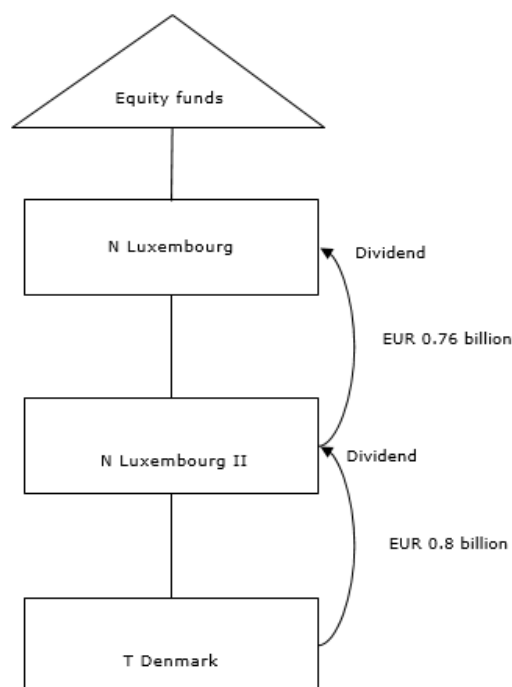 Equity funds
N Luxembourg
Dividend
EUR 0.76 billion
N Luxembourg II
Dividend
EUR 0.8 billion
T Denmark